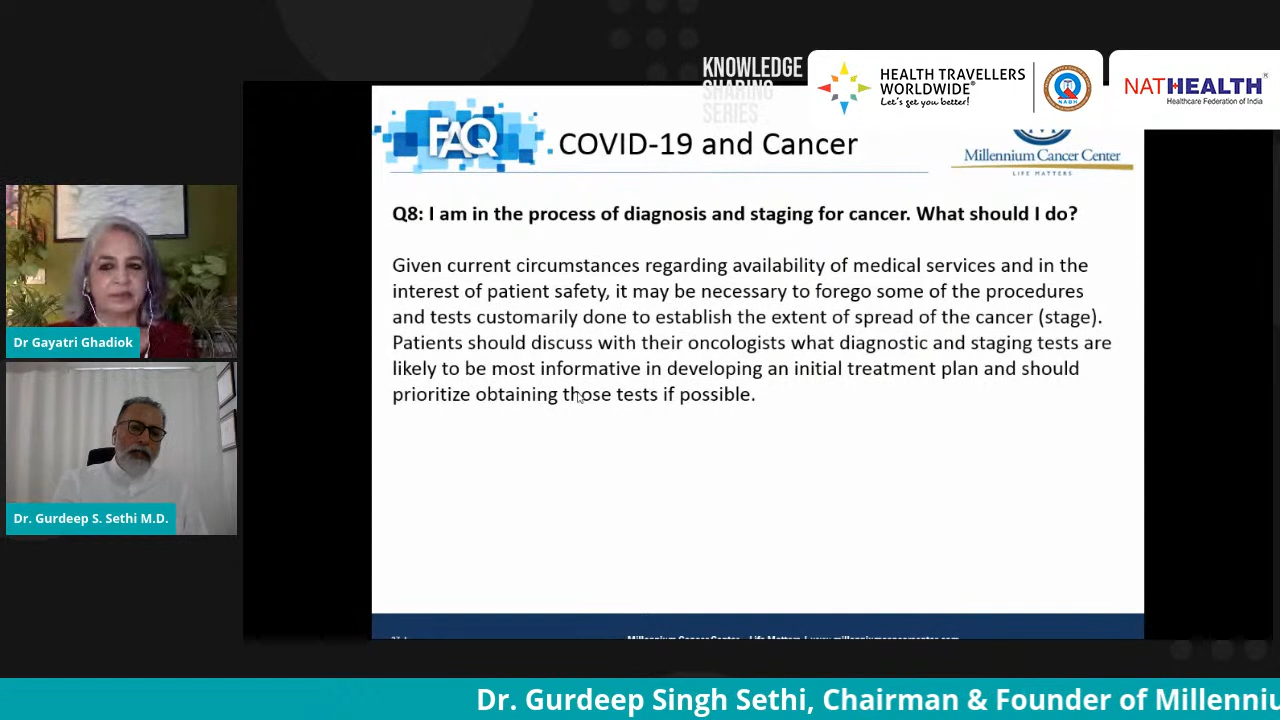 KNOWLEDGE
SHARING
SERIES
HEALTH TRAVELLERS
WORLDWIDE®
Let's get you better!
NABH
NATHEALTH®
Healthcare Federation of India
FAQ
COVID-19 and Cancer
Millennium Cancer Center
LIFE MATTERS
Q8: I am in the process of diagnosis and staging for cancer. What should I do?
Given current circumstances regarding availability of medical services and in the
interest of patient safety, it may be necessary to forego some of the procedures
and tests customarily done to establish the extent of spread of the cancer (stage).
Patients should discuss with their oncologists what diagnostic and staging tests are
likely to be most informative in developing an initial treatment plan and should
prioritize obtaining those tests if possible.
Dr Gayatri Ghadiok
Dr. Gurdeep S. Sethi M.D.
Dr. Gurdeep Singh Sethi, Chairman & Founder of Millenniu